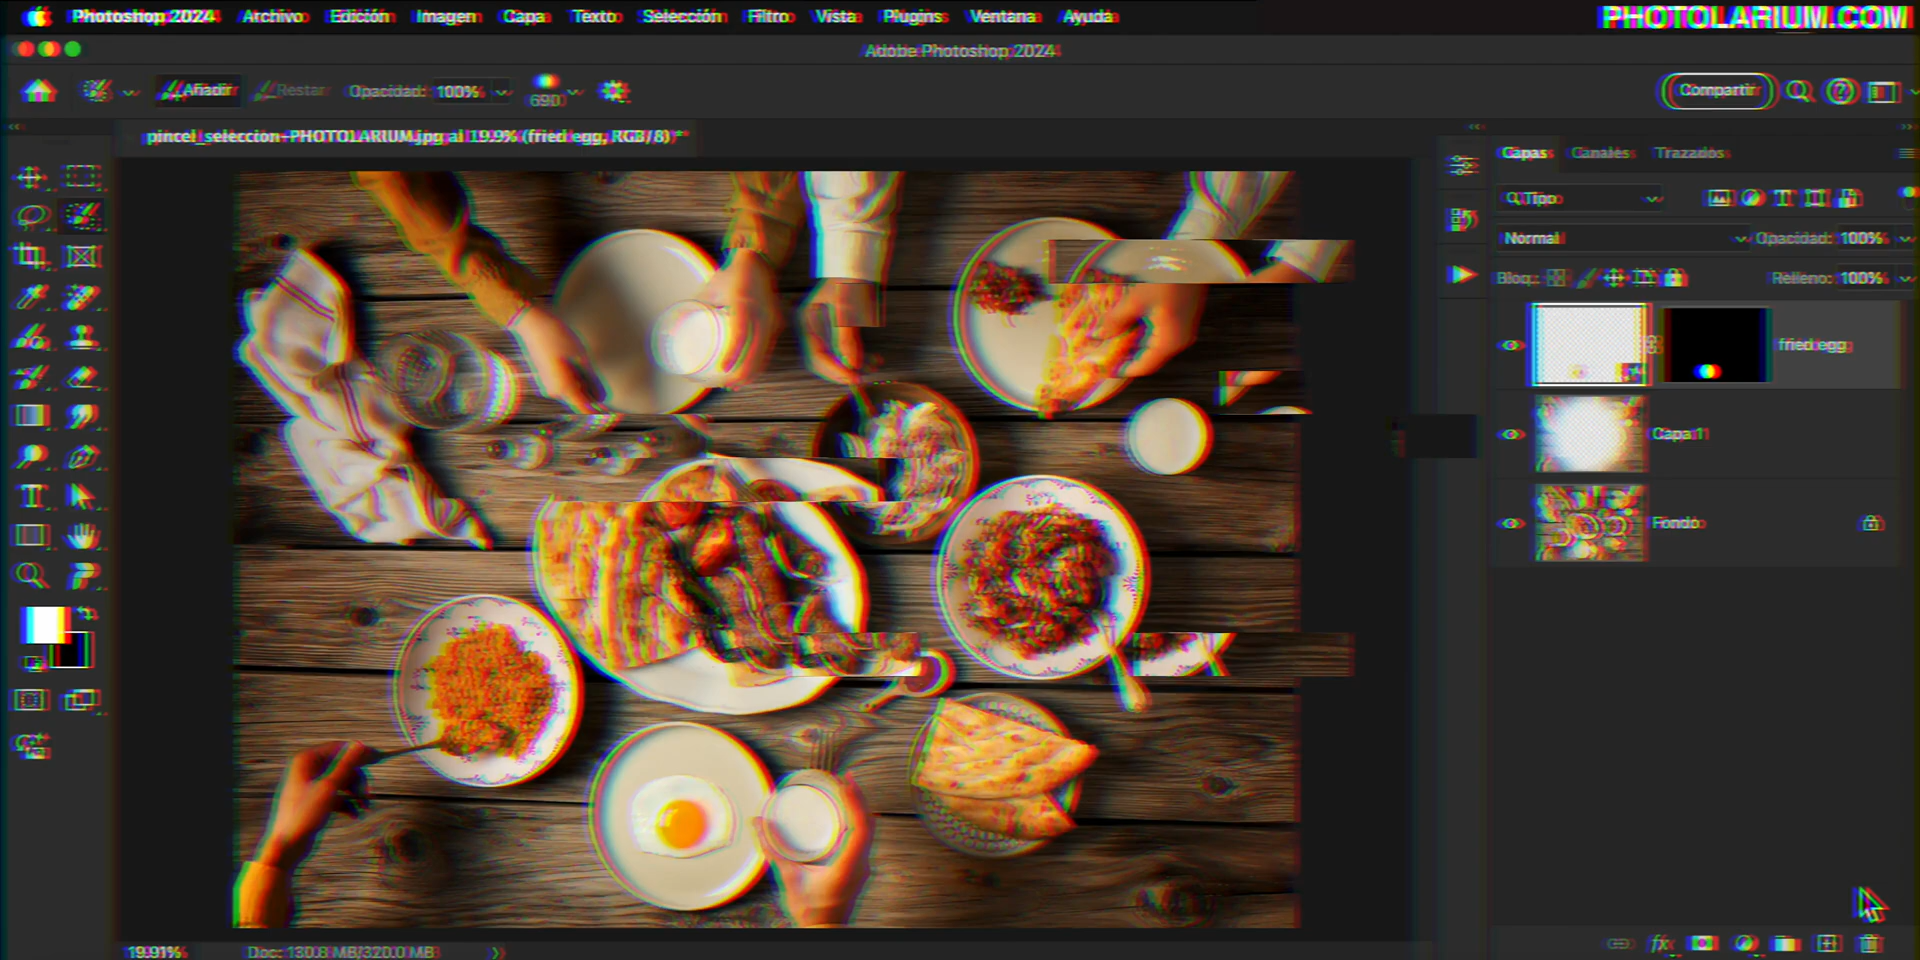 Photoshop 2024 Archivo Edición Imagen Capa Texto Selección Filtro Vista Plugins Ventana Ayuda
PHOTOLARIUM.COM
Adobe Photoshop 2024
Añadir Restar Opacidad: 100% 690 Compartir
pincel_seleccion-PHOTOLARIUM.jpg al 19.9% (fried egg, RGB/8) *
Capas Canales Trazados
Tipo
Normal Opacidad: 100%
Bloq.: Relleno: 100%
fried egg
Capa 1
Fondo
fx
19.91% Doc: 130.8 MB/320.0 MB